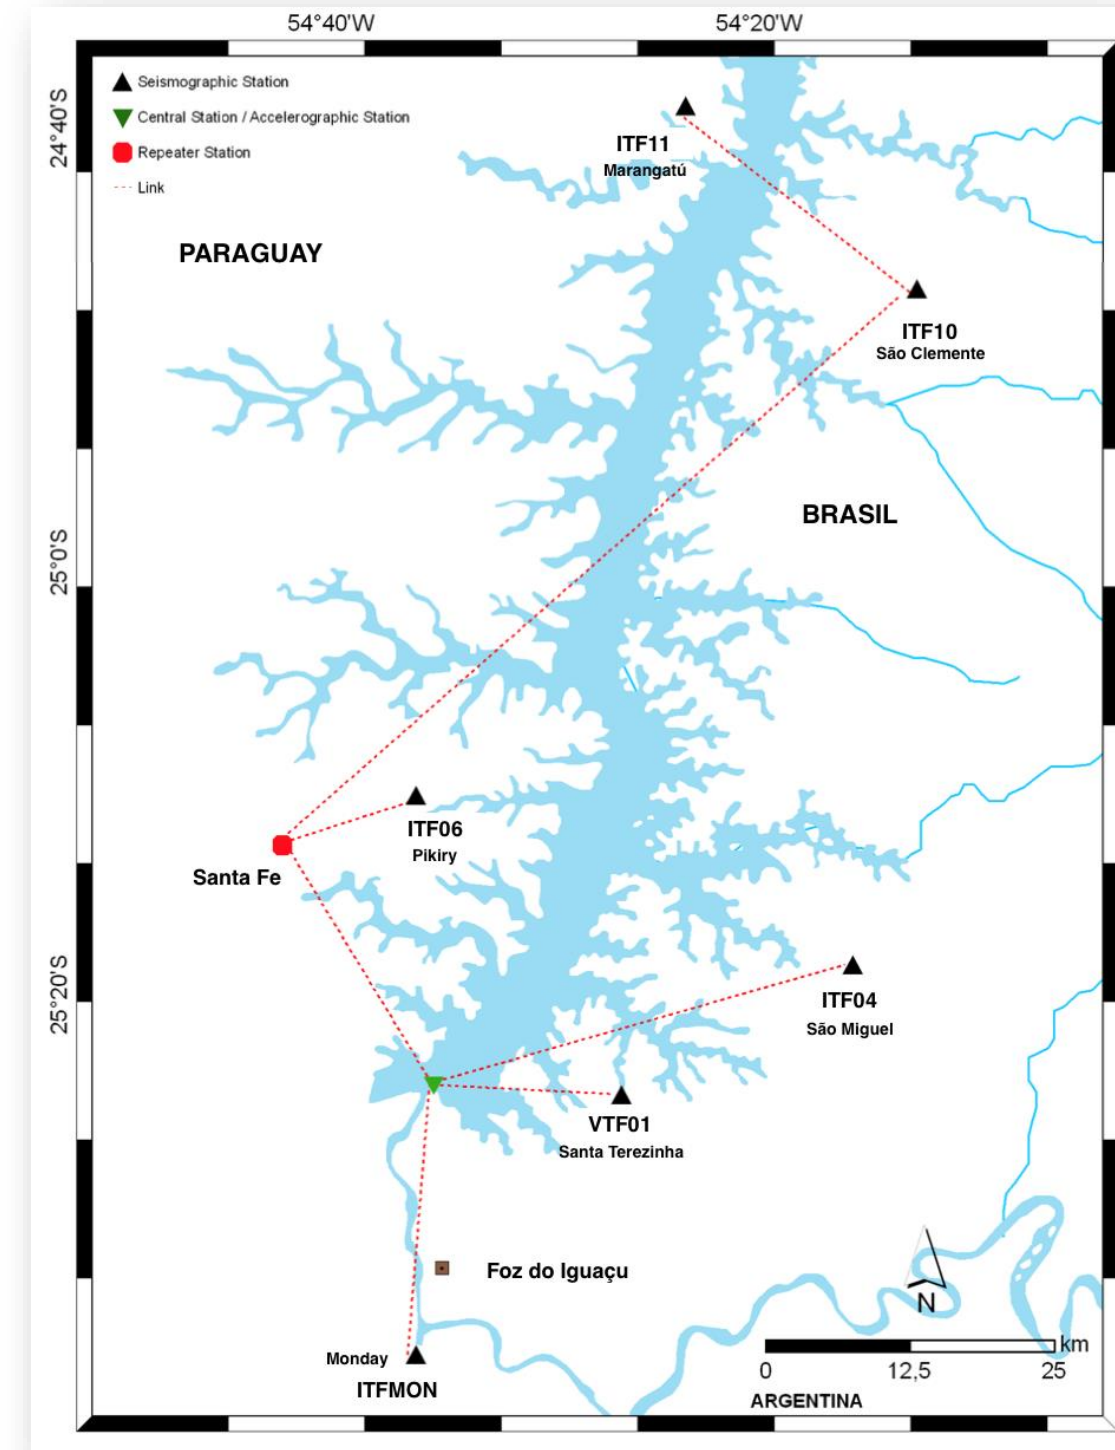 54°40'W
54°20'W
24°40'S
25°0'S
25°20'S
Seismographic Station
Central Station / Accelerographic Station
Repeater Station
Link
PARAGUAY
ITF11
Marangatú
ITF10
São Clemente
BRASIL
ITF06
Pikiry
Santa Fe
ITF04
São Miguel
VTF01
Santa Terezinha
Foz do Iguaçu
Monday
ITFMON
N
km
0
12,5
25
ARGENTINA